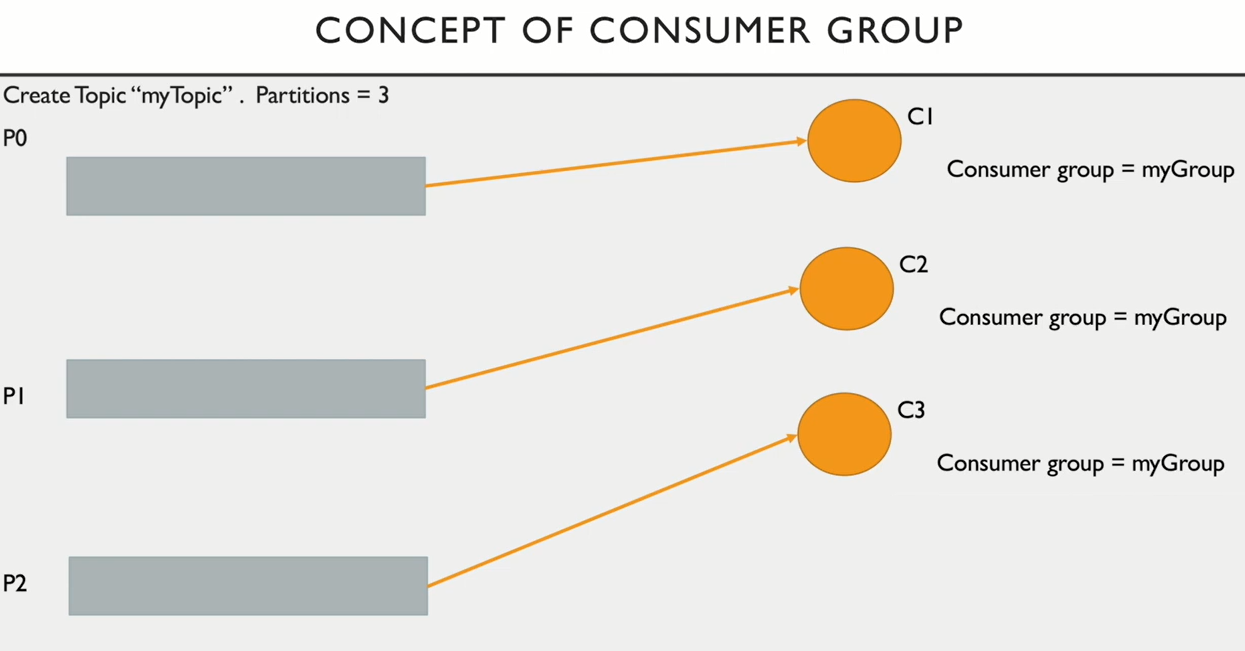 CONCEPT OF CONSUMER GROUP
Create Topic “myTopic” . Partitions = 3
P0
C1
Consumer group = myGroup
C2
Consumer group = myGroup
P1
C3
Consumer group = myGroup
P2